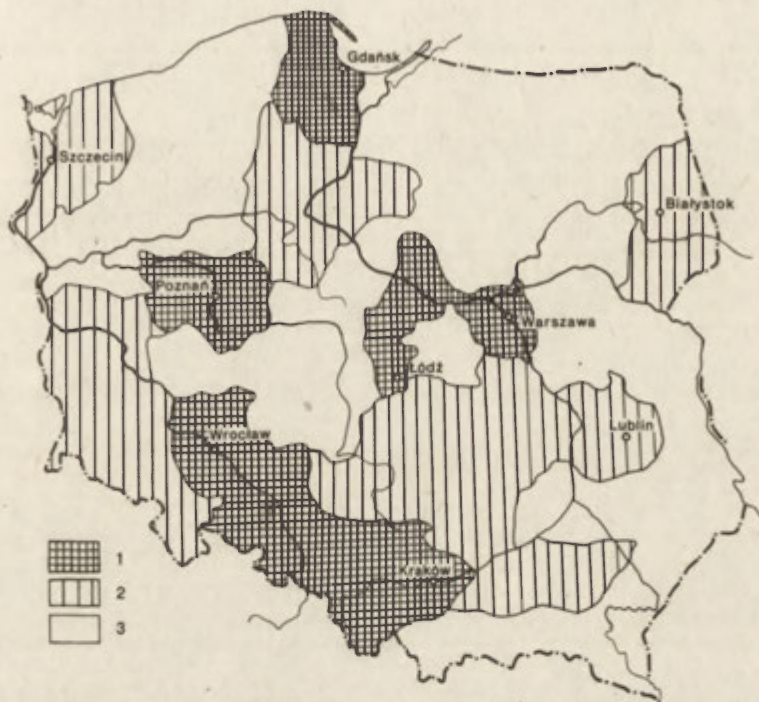 Gdańsk
Szczecin
Białystok
Poznań
Warszawa
Łódź
Lublin
Wrocław
Kraków
1
2
3